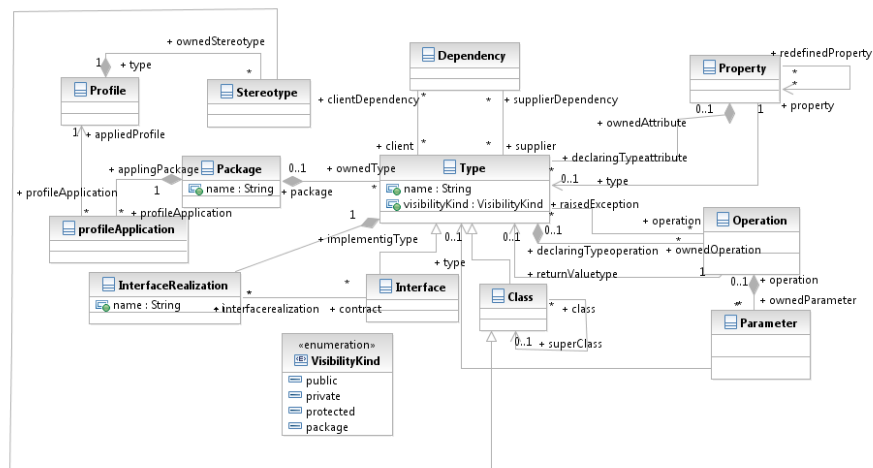 + ownedStereotype
1
+ type
*
Profile
Stereotype
Dependency
Property
+ redefinedProperty
*
*
+ property
0..1
1
+ clientDependency
*
*
+ supplierDependency
+ ownedAttribute
1
+ appliedProfile
+ client
*
*
+ supplier
+ declaringTypeattribute
+ applingPackage
Package
name : String
0..1
+ ownedType
+ package
*
Type
name : String
visibilityKind : VisibilityKind
*
0..1
+ type
+ profileApplication
1
*
*
+ profileApplication
profileApplication
1
+ implementigType
+ raisedException
*
+ operation
*
Operation
0..1
0..1
0..1
+ declaringTypeoperation
*
+ ownedOperation
+ type
+ returnValuetype
1
0..1
+ operation
InterfaceRealization
name : String
*
*
+ interfacerealization
+ contract
Interface
Class
*
+ class
0..1
+ superClass
*
+ ownedParameter
Parameter
«enumeration»
VisibilityKind
public
private
protected
package